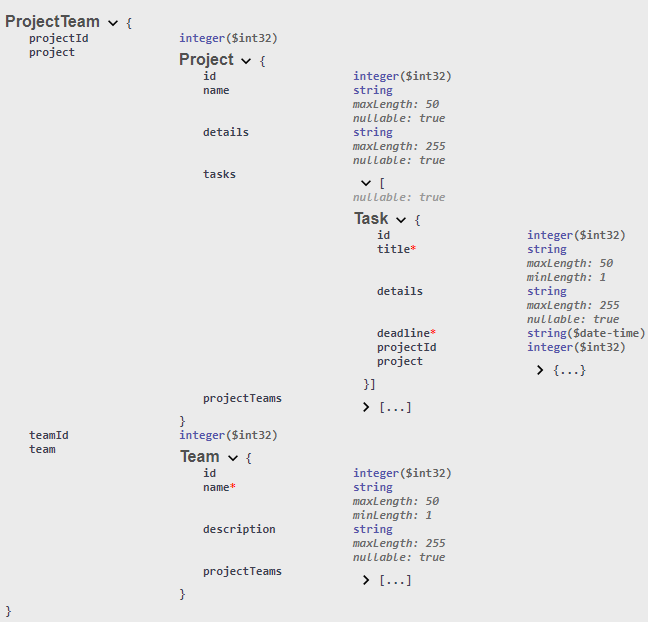 ProjectTeam {
projectId integer($int32)
project
Project {
id integer($int32)
name string
maxLength: 50
nullable: true
details string
maxLength: 255
nullable: true
tasks
[
nullable: true
Task {
id integer($int32)
title* string
maxLength: 50
minLength: 1
details string
maxLength: 255
nullable: true
deadline* string($date-time)
projectId integer($int32)
project
{...}
}]
projectTeams
[...]
}
teamId integer($int32)
team
Team {
id integer($int32)
name* string
maxLength: 50
minLength: 1
description string
maxLength: 255
nullable: true
projectTeams
[...]
}
}